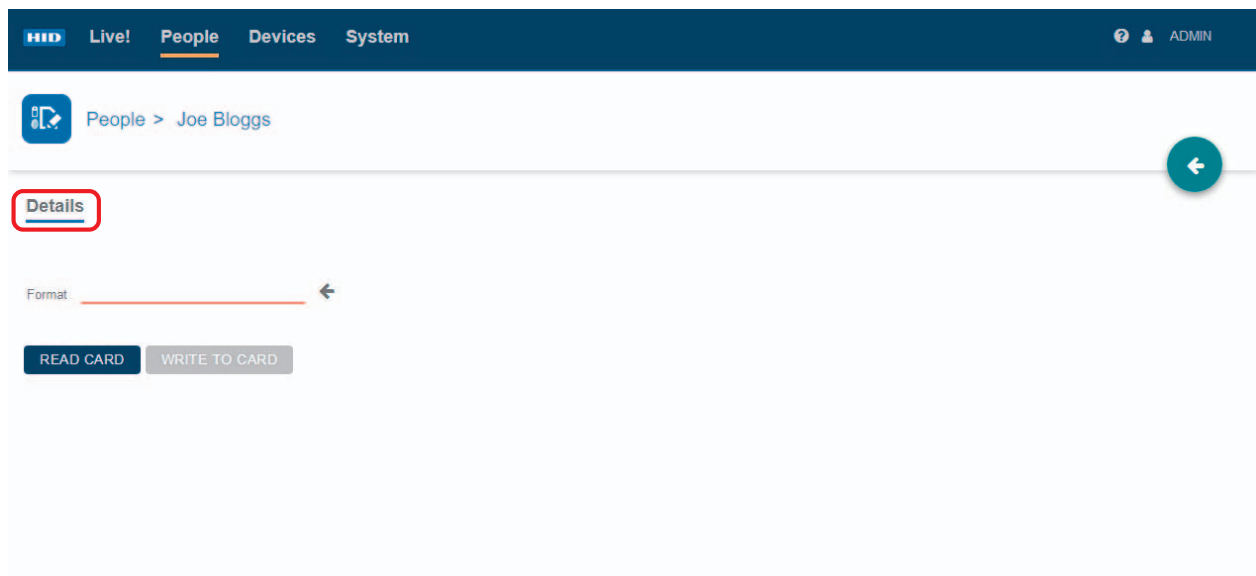 HID Live! People Devices System ADMIN
People > Joe Bloggs
Details
Format
READ CARD WRITE TO CARD